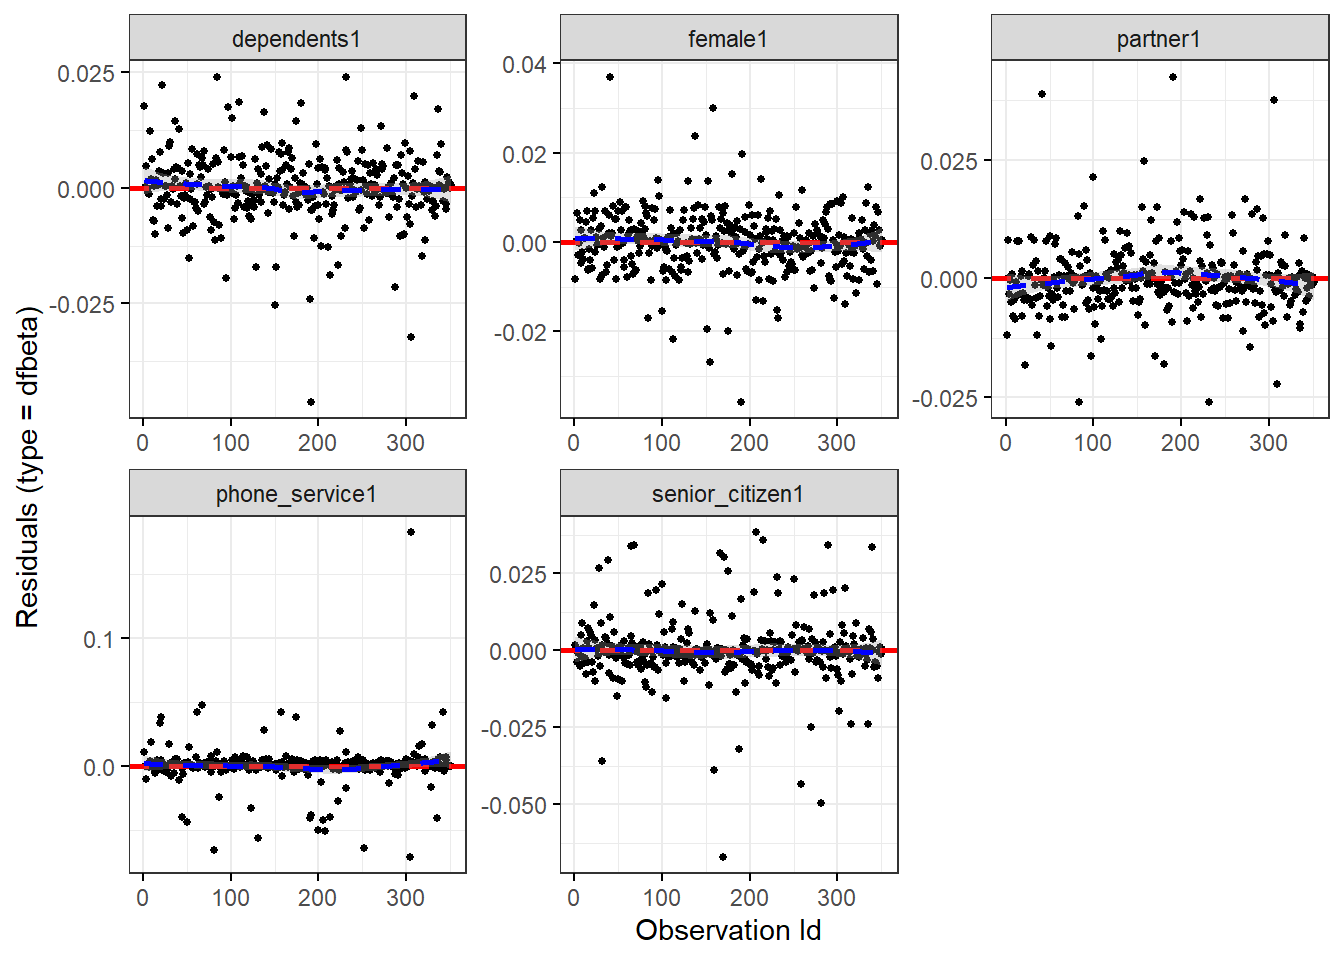 dependents1
female1
partner1
0.025
0.000
-0.025
0 100 200 300
0.04
0.02
0.00
-0.02
0 100 200 300
0.025
0.000
-0.025
0 100 200 300
Residuals (type = dfbeta)
phone_service1
senior_citizen1
0.1
0.0
0 100 200 300
0.025
0.000
-0.025
-0.050
0 100 200 300
Observation Id